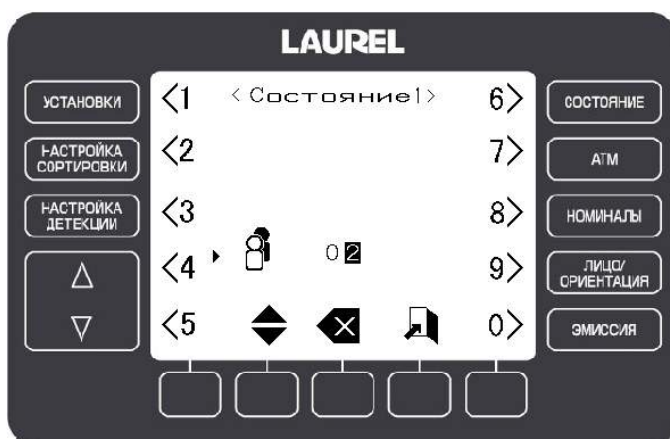 LAUREL
УСТАНОВКИ
<1
<Состояние1>
6>
СОСТОЯНИЕ
НАСТРОЙКА
СОРТИРОВКИ
<2
7>
ATM
НАСТРОЙКА
ДЕТЕКЦИИ
<3
8>
НОМИНАЛЫ
<4
02
9>
ЛИЦО/
ОРИЕНТАЦИЯ
<5
0>
ЭМИССИЯ